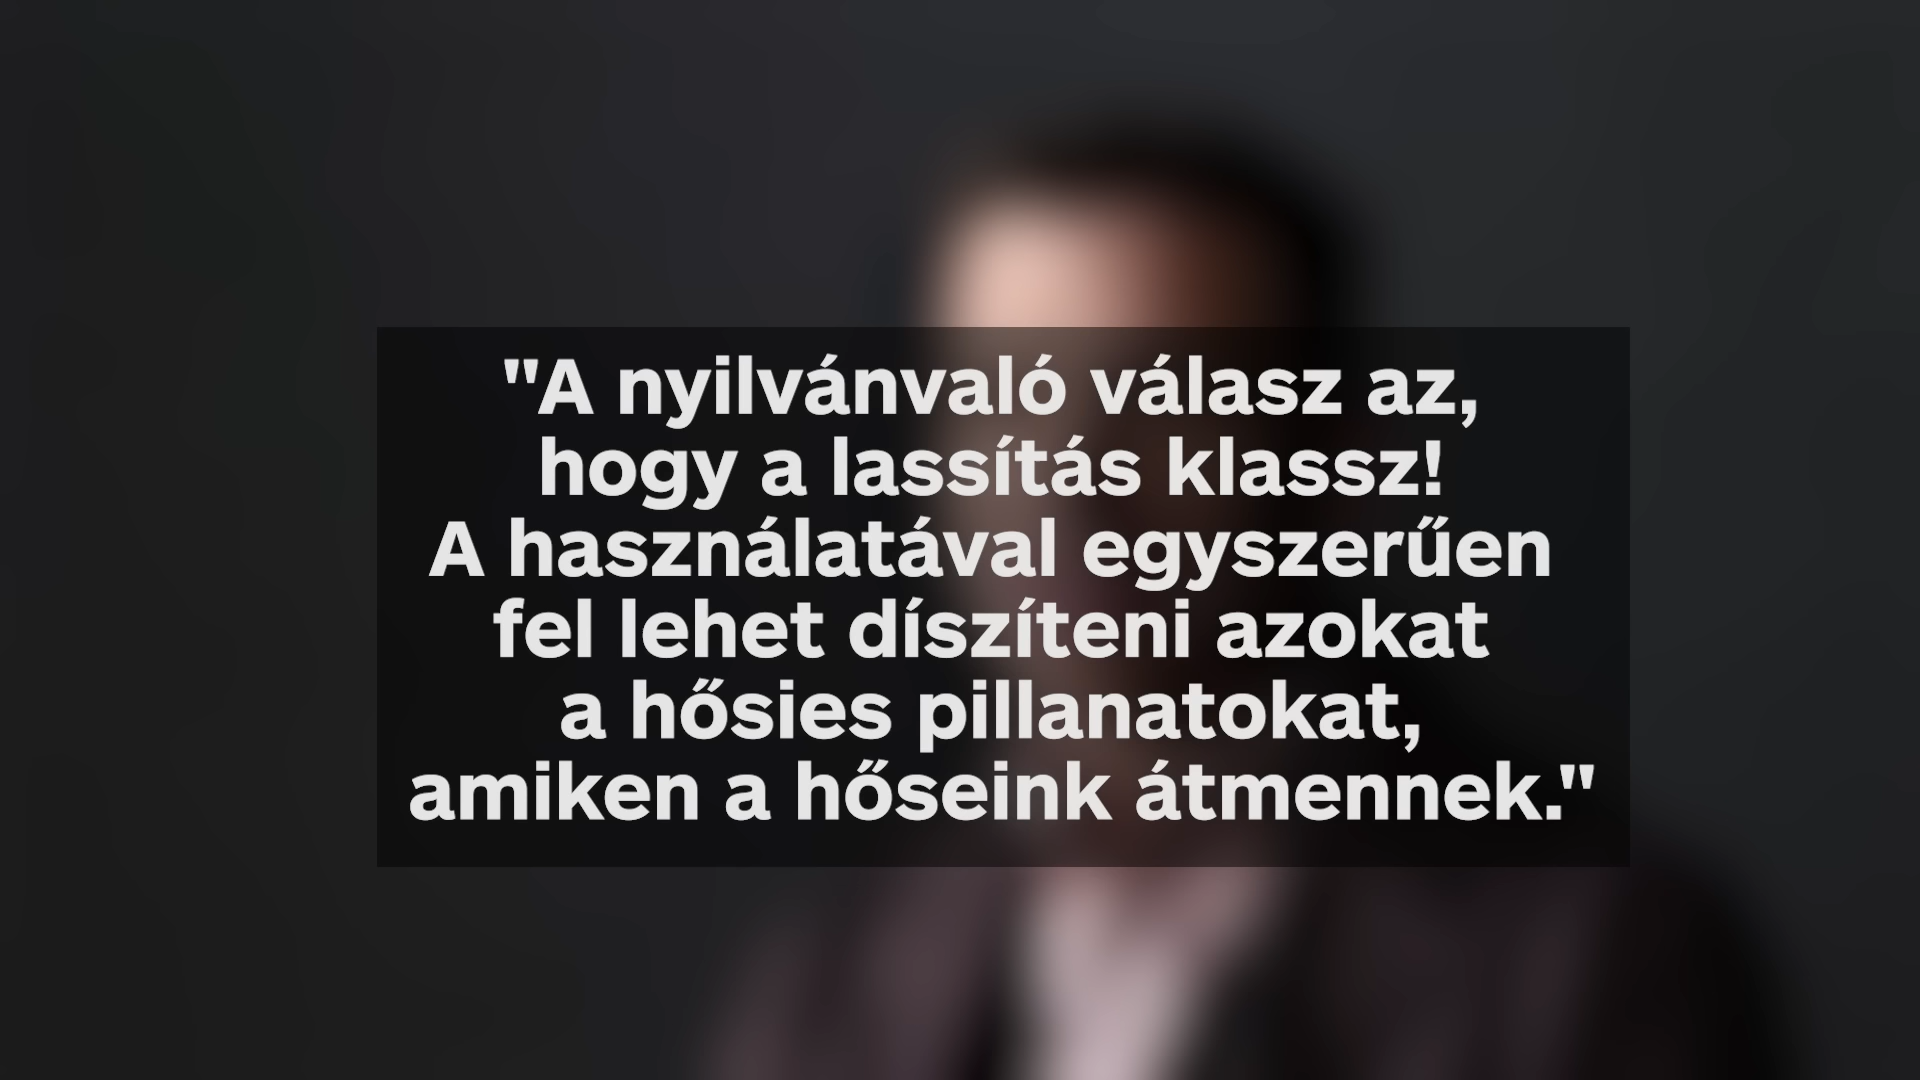 "A nyilvánvaló válasz az,
hogy a lassítás klassz!
A használatával egyszerűen
fel lehet díszíteni azokat
a hősies pillanatokat,
amiken a hőseink átmennek."